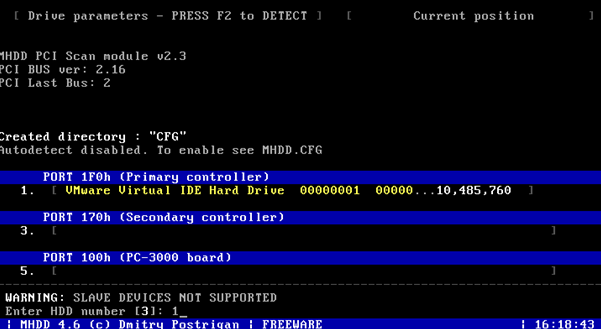 [ Drive parameters - PRESS F2 to DETECT ] [ Current position ]
MHDD PCI Scan module v2.3
PCI BUS ver: 2.16
PCI Last Bus: 2
Created directory : "CFG"
Autodetect disabled. To enable see MHDD.CFG
PORT 1F0h (Primary controller)
1. [ VMware Virtual IDE Hard Drive 00000001 00000...10,485,760 ]
PORT 170h (Secondary controller)
3. [ ]
PORT 100h (PC-3000 board)
5. [ ]
WARNING: SLAVE DEVICES NOT SUPPORTED
Enter HDD number [3]: 1_
¦ MHDD 4.6 (c) Dmitry Postrigan ¦ FREEWARE ¦ 16:18:43